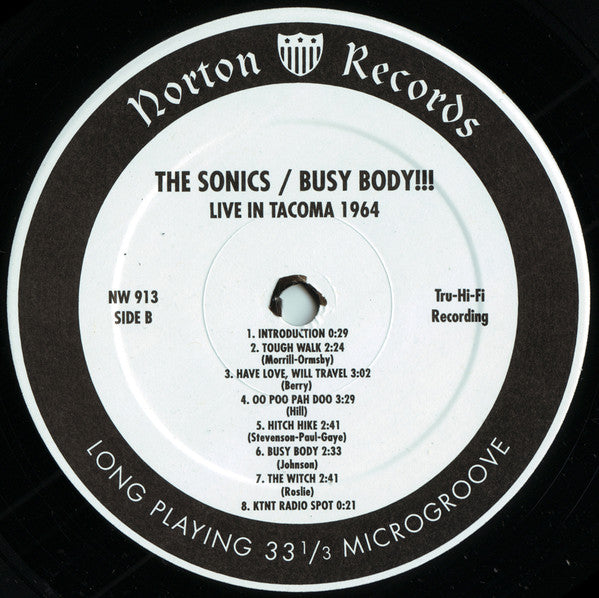 Norton Records
THE SONICS / BUSY BODY!!!
LIVE IN TACOMA 1964
NW 913
SIDE B
Tru-Hi-Fi
Recording
1. INTRODUCTION 0:29
2. TOUGH WALK 2:24
(Morrill-Ormsby)
3. HAVE LOVE, WILL TRAVEL 3:02
(Berry)
4. OO POO PAH DOO 3:29
(Hill)
5. HITCH HIKE 2:41
(Stevenson-Paul-Gaye)
6. BUSY BODY 2:33
(Johnson)
7. THE WITCH 2:41
(Roslie)
8. KTNT RADIO SPOT 0:21
LONG PLAYING 33 1/3 MICROGROOVE